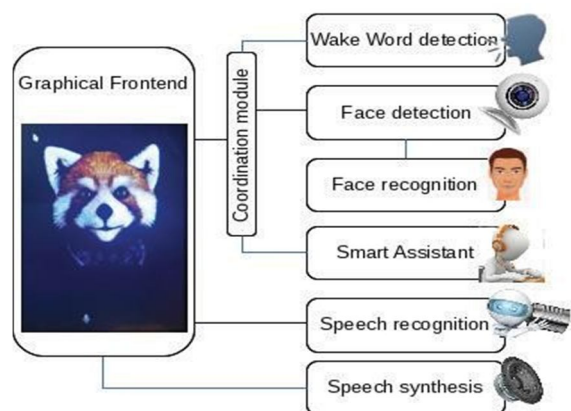 Graphical Frontend
Coordination module
Wake Word detection
Face detection
Face recognition
Smart Assistant
Speech recognition
Speech synthesis